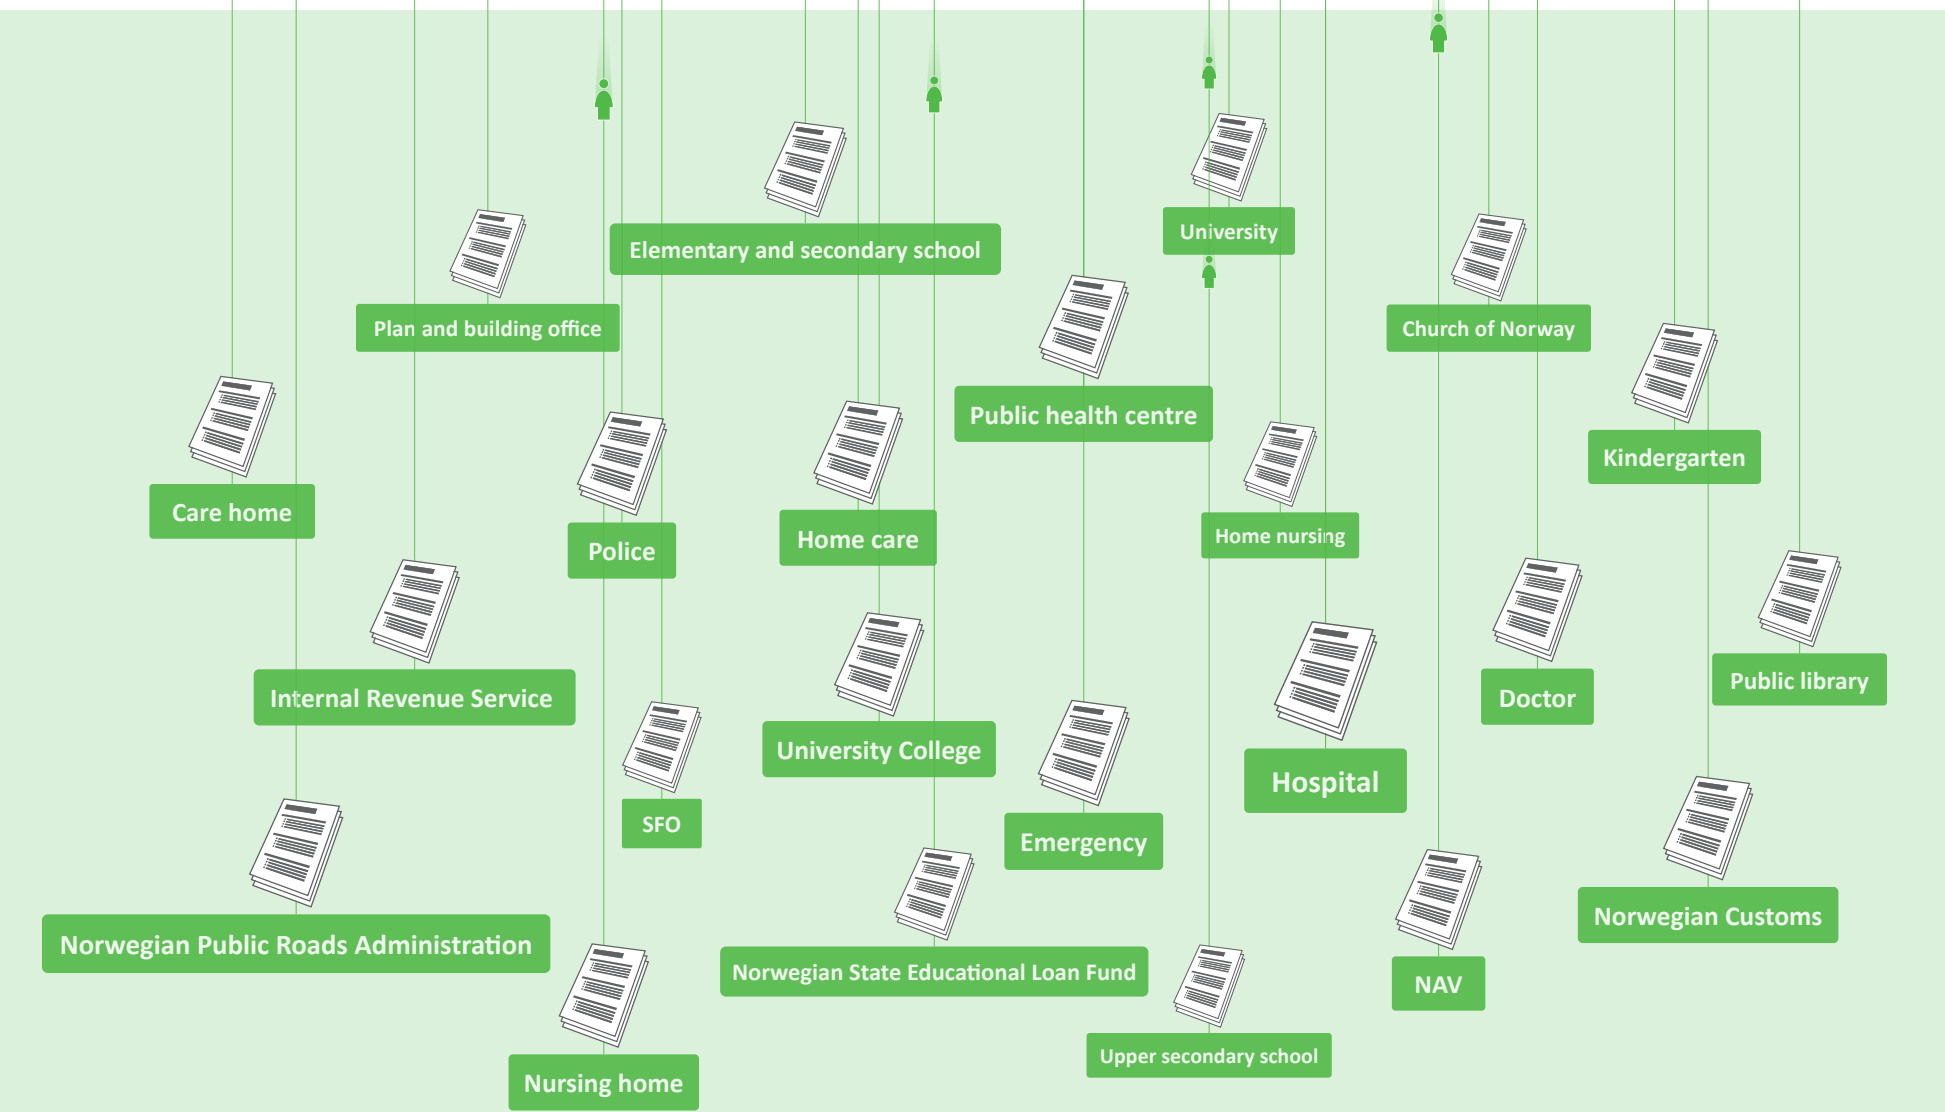 University
Elementary and secondary school
Plan and building office
Church of Norway
Public health centre
Kindergarten
Care home
Home nursing
Home care
Police
Public library
Internal Revenue Service
Doctor
University College
Hospital
SFO
Emergency
Norwegian Customs
Norwegian Public Roads Administration
Norwegian State Educational Loan Fund
NAV
Upper secondary school
Nursing home